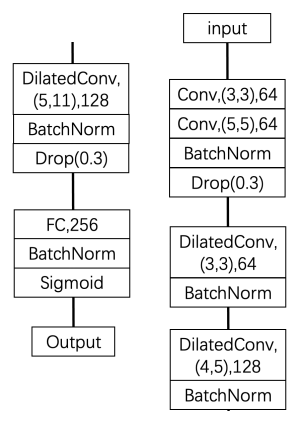 input
Conv,(3,3),64
Conv,(5,5),64
BatchNorm
Drop(0.3)
DilatedConv,
(3,3),64
BatchNorm
DilatedConv,
(4,5),128
BatchNorm
DilatedConv,
(5,11),128
BatchNorm
Drop(0.3)
FC,256
BatchNorm
Sigmoid
Output